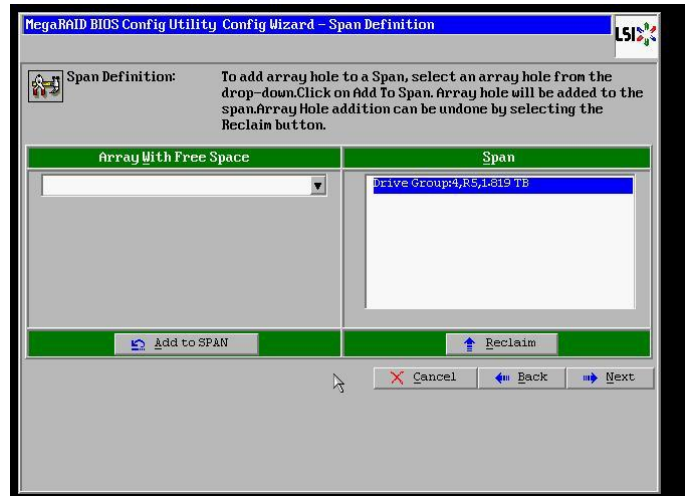 MegaRAID BIOS Config Utility Config Wizard – Span Definition
LSI
Span Definition:
To add array hole to a Span, select an array hole from the
drop-down.Click on Add To Span. Array hole will be added to the
span.Array Hole addition can be undone by selecting the
Reclaim button.
Array With Free Space
Span
Drive Group:4,R5,1.819 TB
Add to SPAN
Reclaim
Cancel
Back
Next